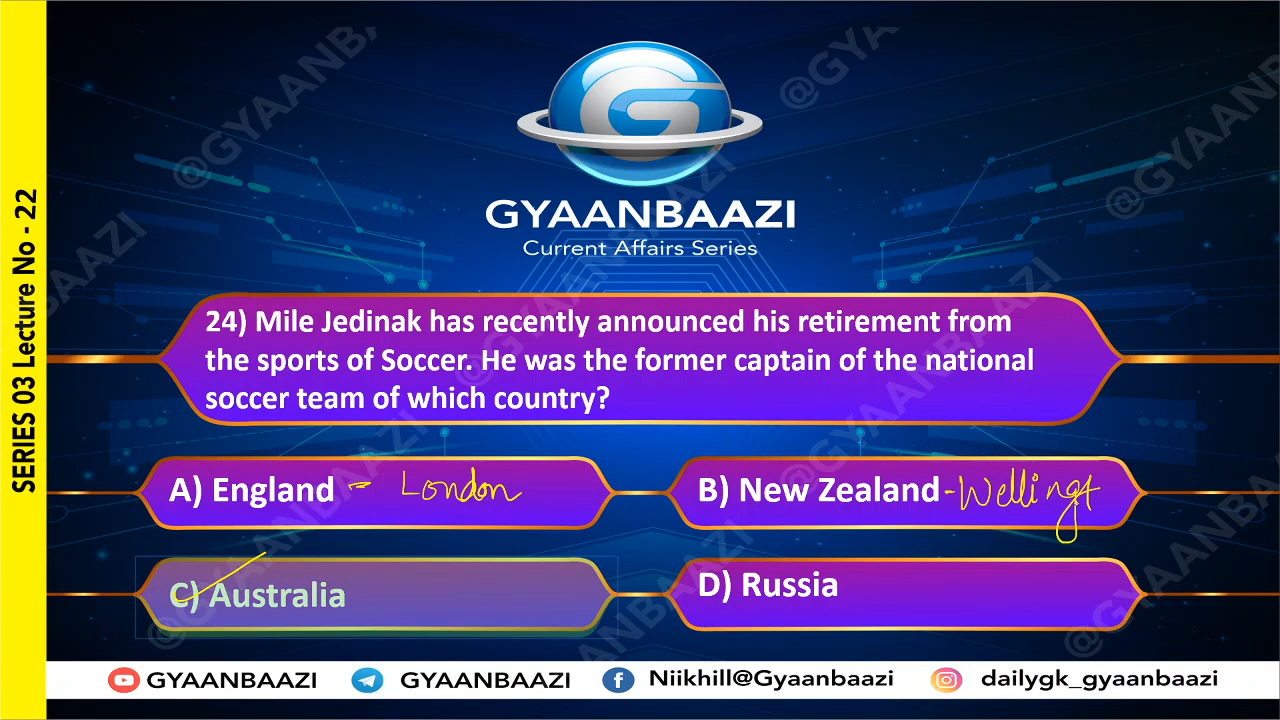 SERIES 03 Lecture No - 22
GYAANBAAZI
Current Affairs Series
24) Mile Jedinak has recently announced his retirement from
the sports of Soccer. He was the former captain of the national
soccer team of which country?
A) England - London
B) New Zealand -
C) Australia
D) Russia
GYAANBAAZI GYAANBAAZI Niikhill@Gyaanbaazi dailygk_gyaanbaazi
@GYAANBAAZI